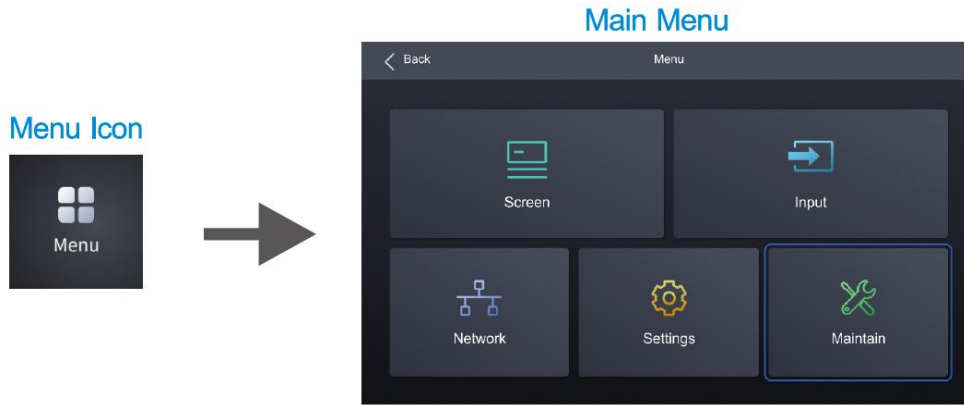 Main Menu
Back
Menu
Menu Icon
Menu
Screen
Input
Network
Settings
Maintain